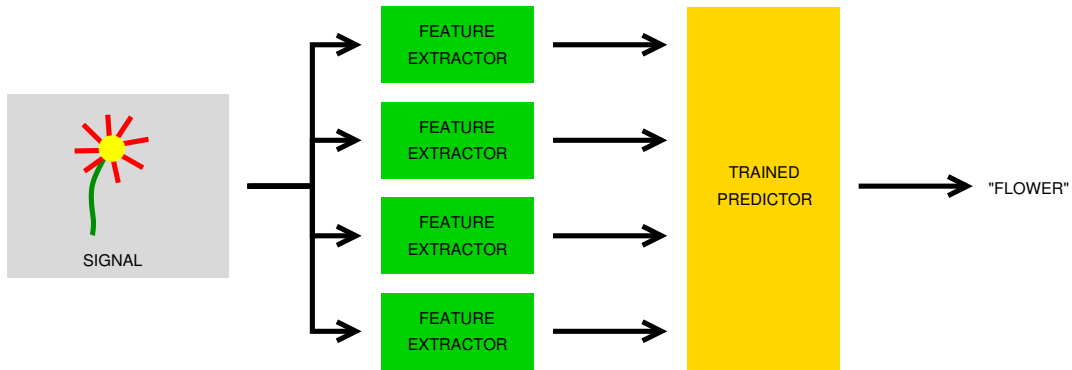 SIGNAL
FEATURE
EXTRACTOR
FEATURE
EXTRACTOR
FEATURE
EXTRACTOR
FEATURE
EXTRACTOR
TRAINED
PREDICTOR
"FLOWER"